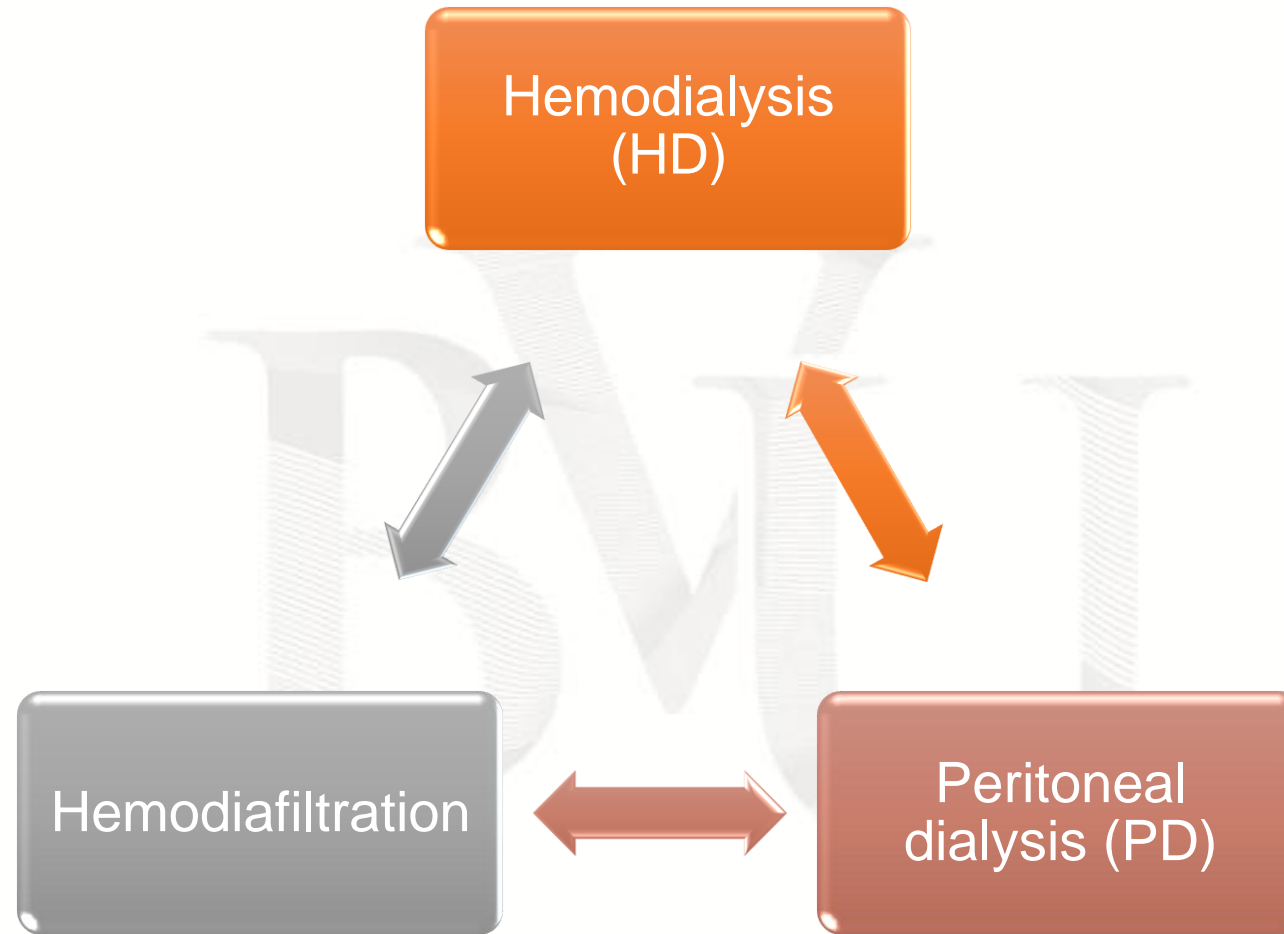 Hemodialysis
(HD)
Hemodiafiltration
Peritoneal
dialysis (PD)